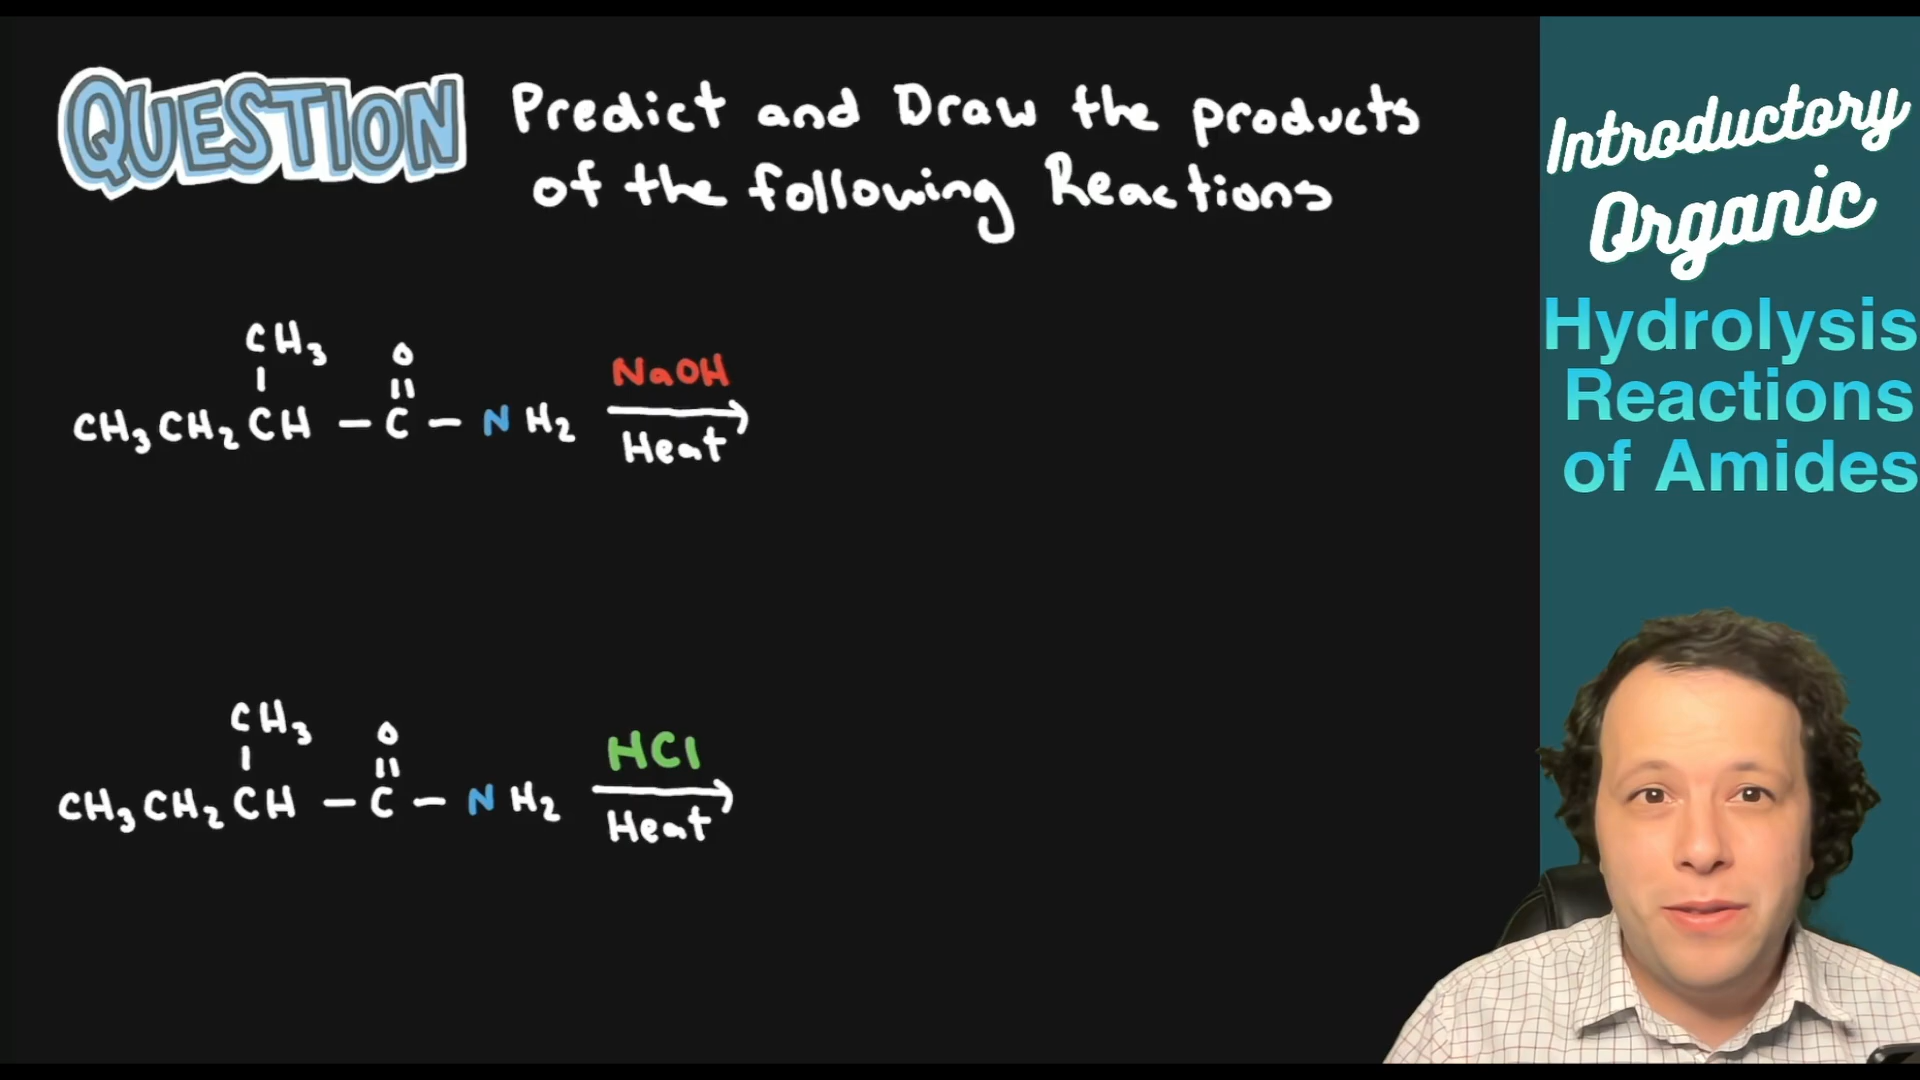 QUESTION Predict and Draw the products
of the following Reactions
Introductory
Organic
Hydrolysis
Reactions
of Amides
CH₃ O
| || NaOH
CH₃CH₂CH — C — NH₂ →
Heat
CH₃ O
| || HCl
CH₃CH₂CH — C — NH₂ →
Heat